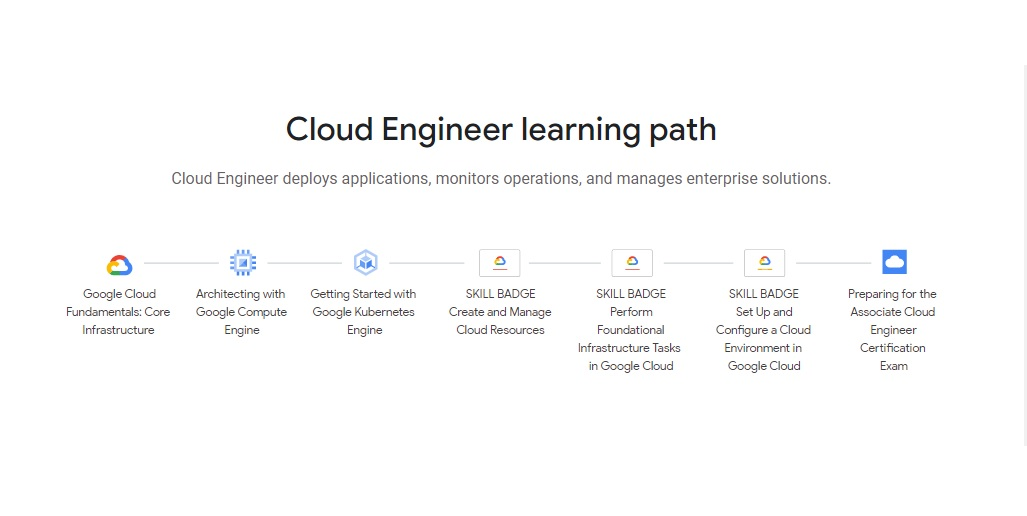 Cloud Engineer learning path
Cloud Engineer deploys applications, monitors operations, and manages enterprise solutions.
Google Cloud
Fundamentals: Core
Infrastructure
Architecting with
Google Compute
Engine
Getting Started with
Google Kubernetes
Engine
SKILL BADGE
Create and Manage
Cloud Resources
SKILL BADGE
Perform
Foundational
Infrastructure Tasks
in Google Cloud
SKILL BADGE
Set Up and
Configure a Cloud
Environment in
Google Cloud
Preparing for the
Associate Cloud
Engineer
Certification
Exam